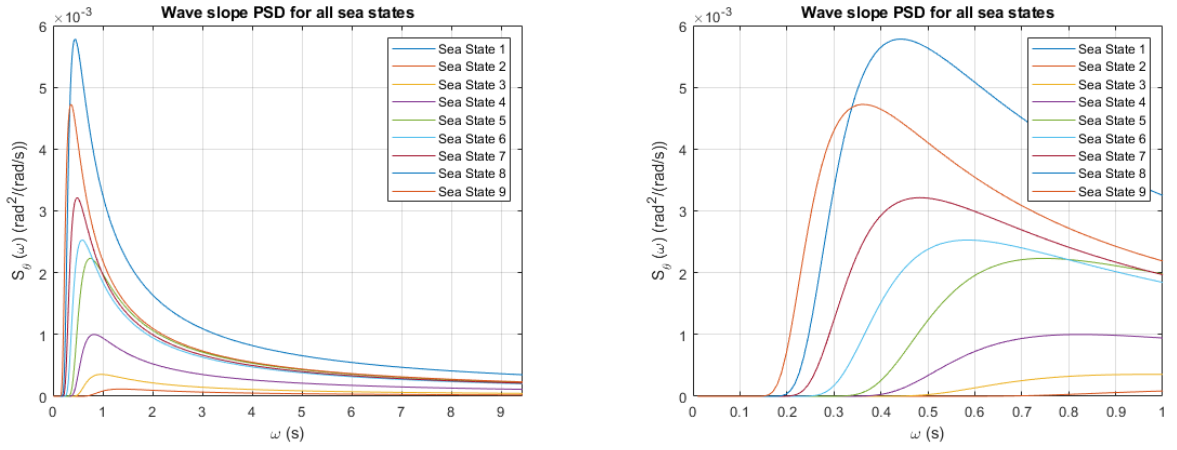 Wave slope PSD for all sea states
×10⁻³
6
5
4
3
2
1
0
S_θ (ω) (rad²/(rad/s))
0 1 2 3 4 5 6 7 8 9
ω (s)
Sea State 1
Sea State 2
Sea State 3
Sea State 4
Sea State 5
Sea State 6
Sea State 7
Sea State 8
Sea State 9
Wave slope PSD for all sea states
×10⁻³
6
5
4
3
2
1
0
S_θ (ω) (rad²/(rad/s))
0 0.1 0.2 0.3 0.4 0.5 0.6 0.7 0.8 0.9 1
ω (s)
Sea State 1
Sea State 2
Sea State 3
Sea State 4
Sea State 5
Sea State 6
Sea State 7
Sea State 8
Sea State 9